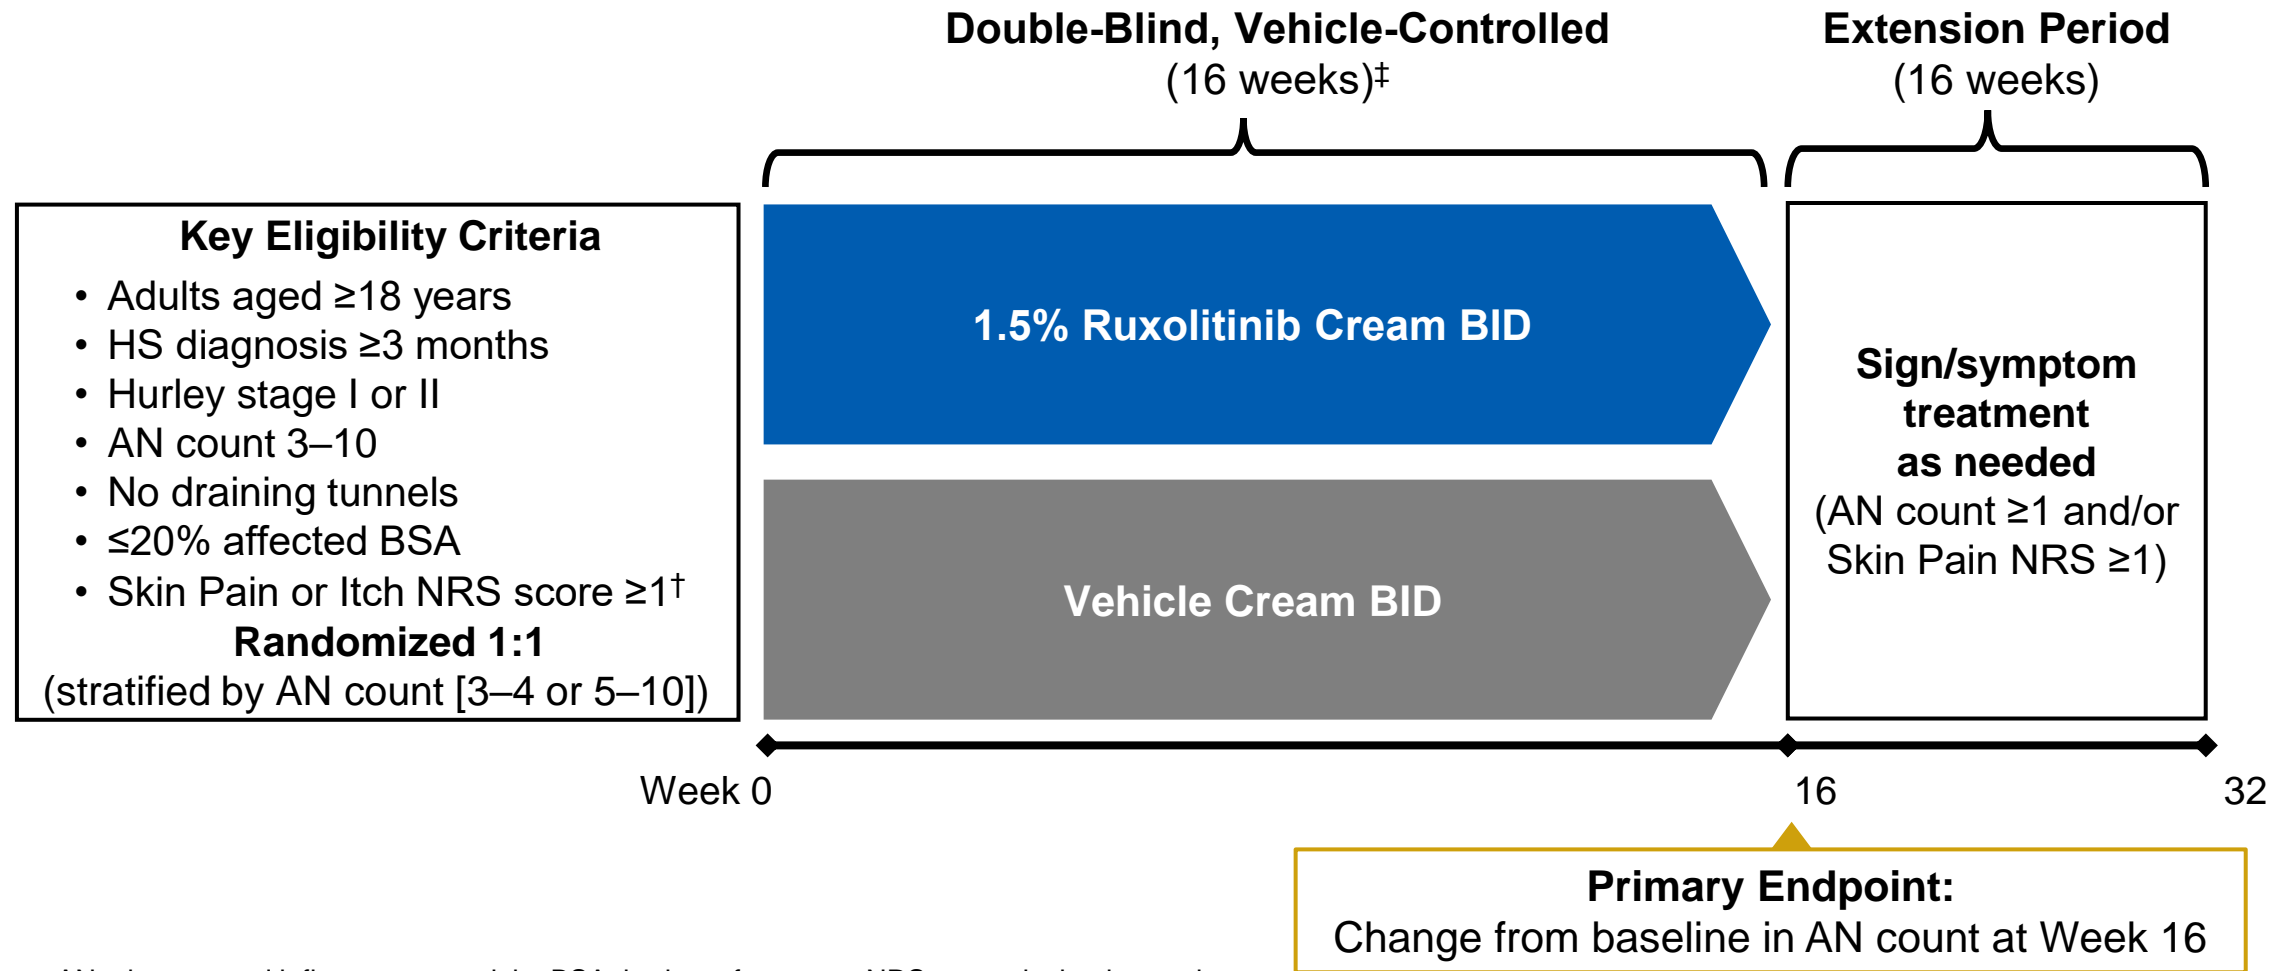 Double-Blind, Vehicle-Controlled
(16 weeks)‡
Extension Period
(16 weeks)
Key Eligibility Criteria
• Adults aged ≥18 years
• HS diagnosis ≥3 months
• Hurley stage I or II
• AN count 3–10
• No draining tunnels
• ≤20% affected BSA
• Skin Pain or Itch NRS score ≥1†
Randomized 1:1
(stratified by AN count [3–4 or 5–10])
1.5% Ruxolitinib Cream BID
Vehicle Cream BID
Sign/symptom
treatment
as needed
(AN count ≥1 and/or
Skin Pain NRS ≥1)
Week 0
16
32
Primary Endpoint:
Change from baseline in AN count at Week 16